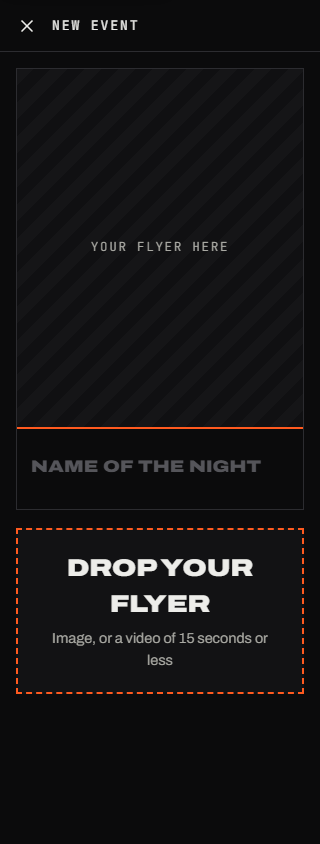 NEW EVENT
YOUR FLYER HERE
NAME OF THE NIGHT
DROP YOUR
FLYER
Image, or a video of 15 seconds or
less